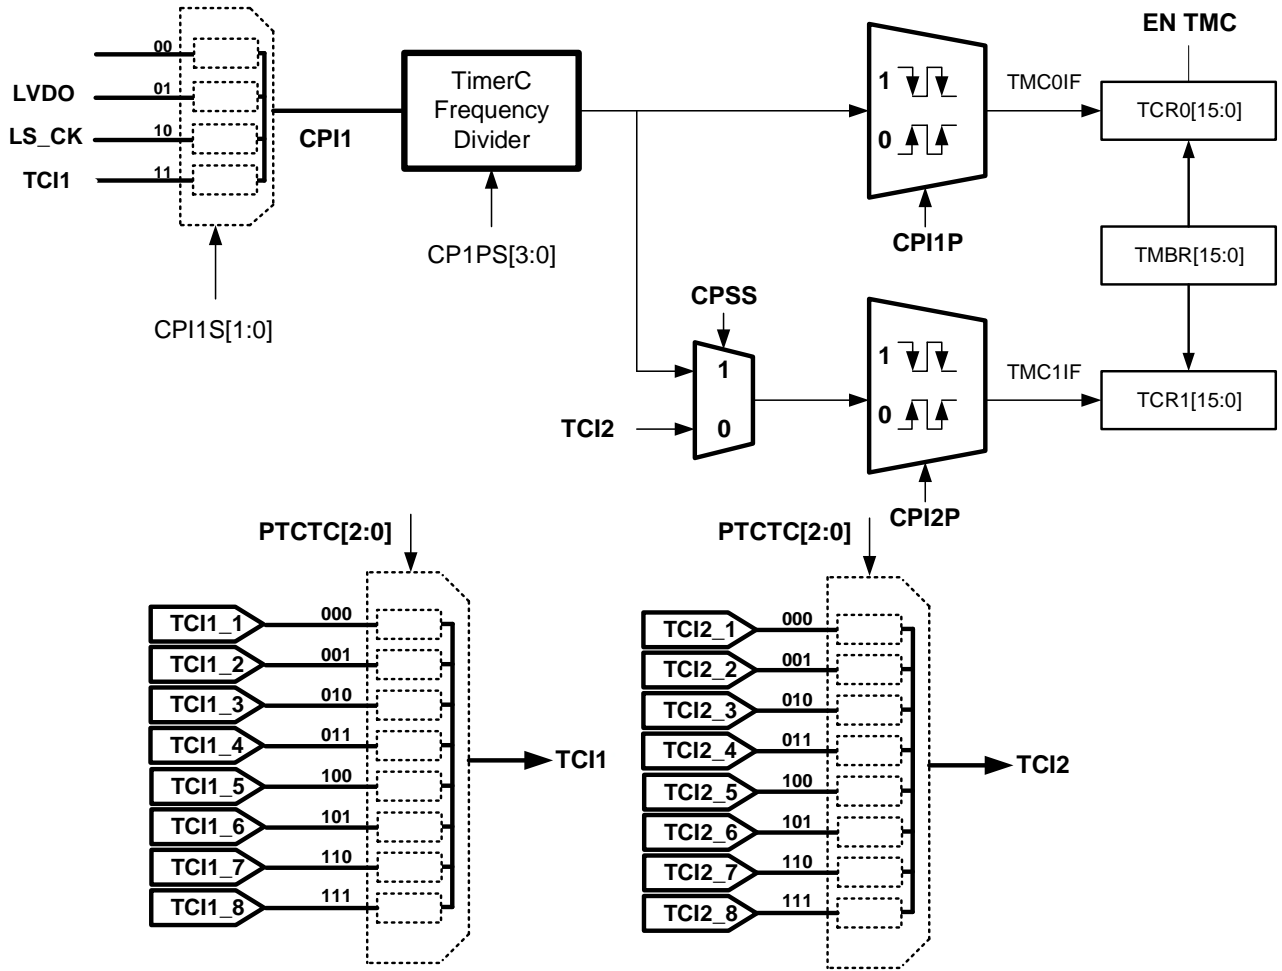 EN TMC
00
LVDO
01
LS_CK
10
TCI1
11
CPI1
TimerC
Frequency
Divider
CP1PS[3:0]
CPI1S[1:0]
1
0
CPI1P
TMC0IF
TCR0[15:0]
TMBR[15:0]
CPSS
1
0
TCI2
1
0
CPI2P
TMC1IF
TCR1[15:0]
PTCTC[2:0]
TCI1_1 000
TCI1_2 001
TCI1_3 010
TCI1_4 011
TCI1_5 100
TCI1_6 101
TCI1_7 110
TCI1_8 111
TCI1
PTCTC[2:0]
TCI2_1 000
TCI2_2 001
TCI2_3 010
TCI2_4 011
TCI2_5 100
TCI2_6 101
TCI2_7 110
TCI2_8 111
TCI2